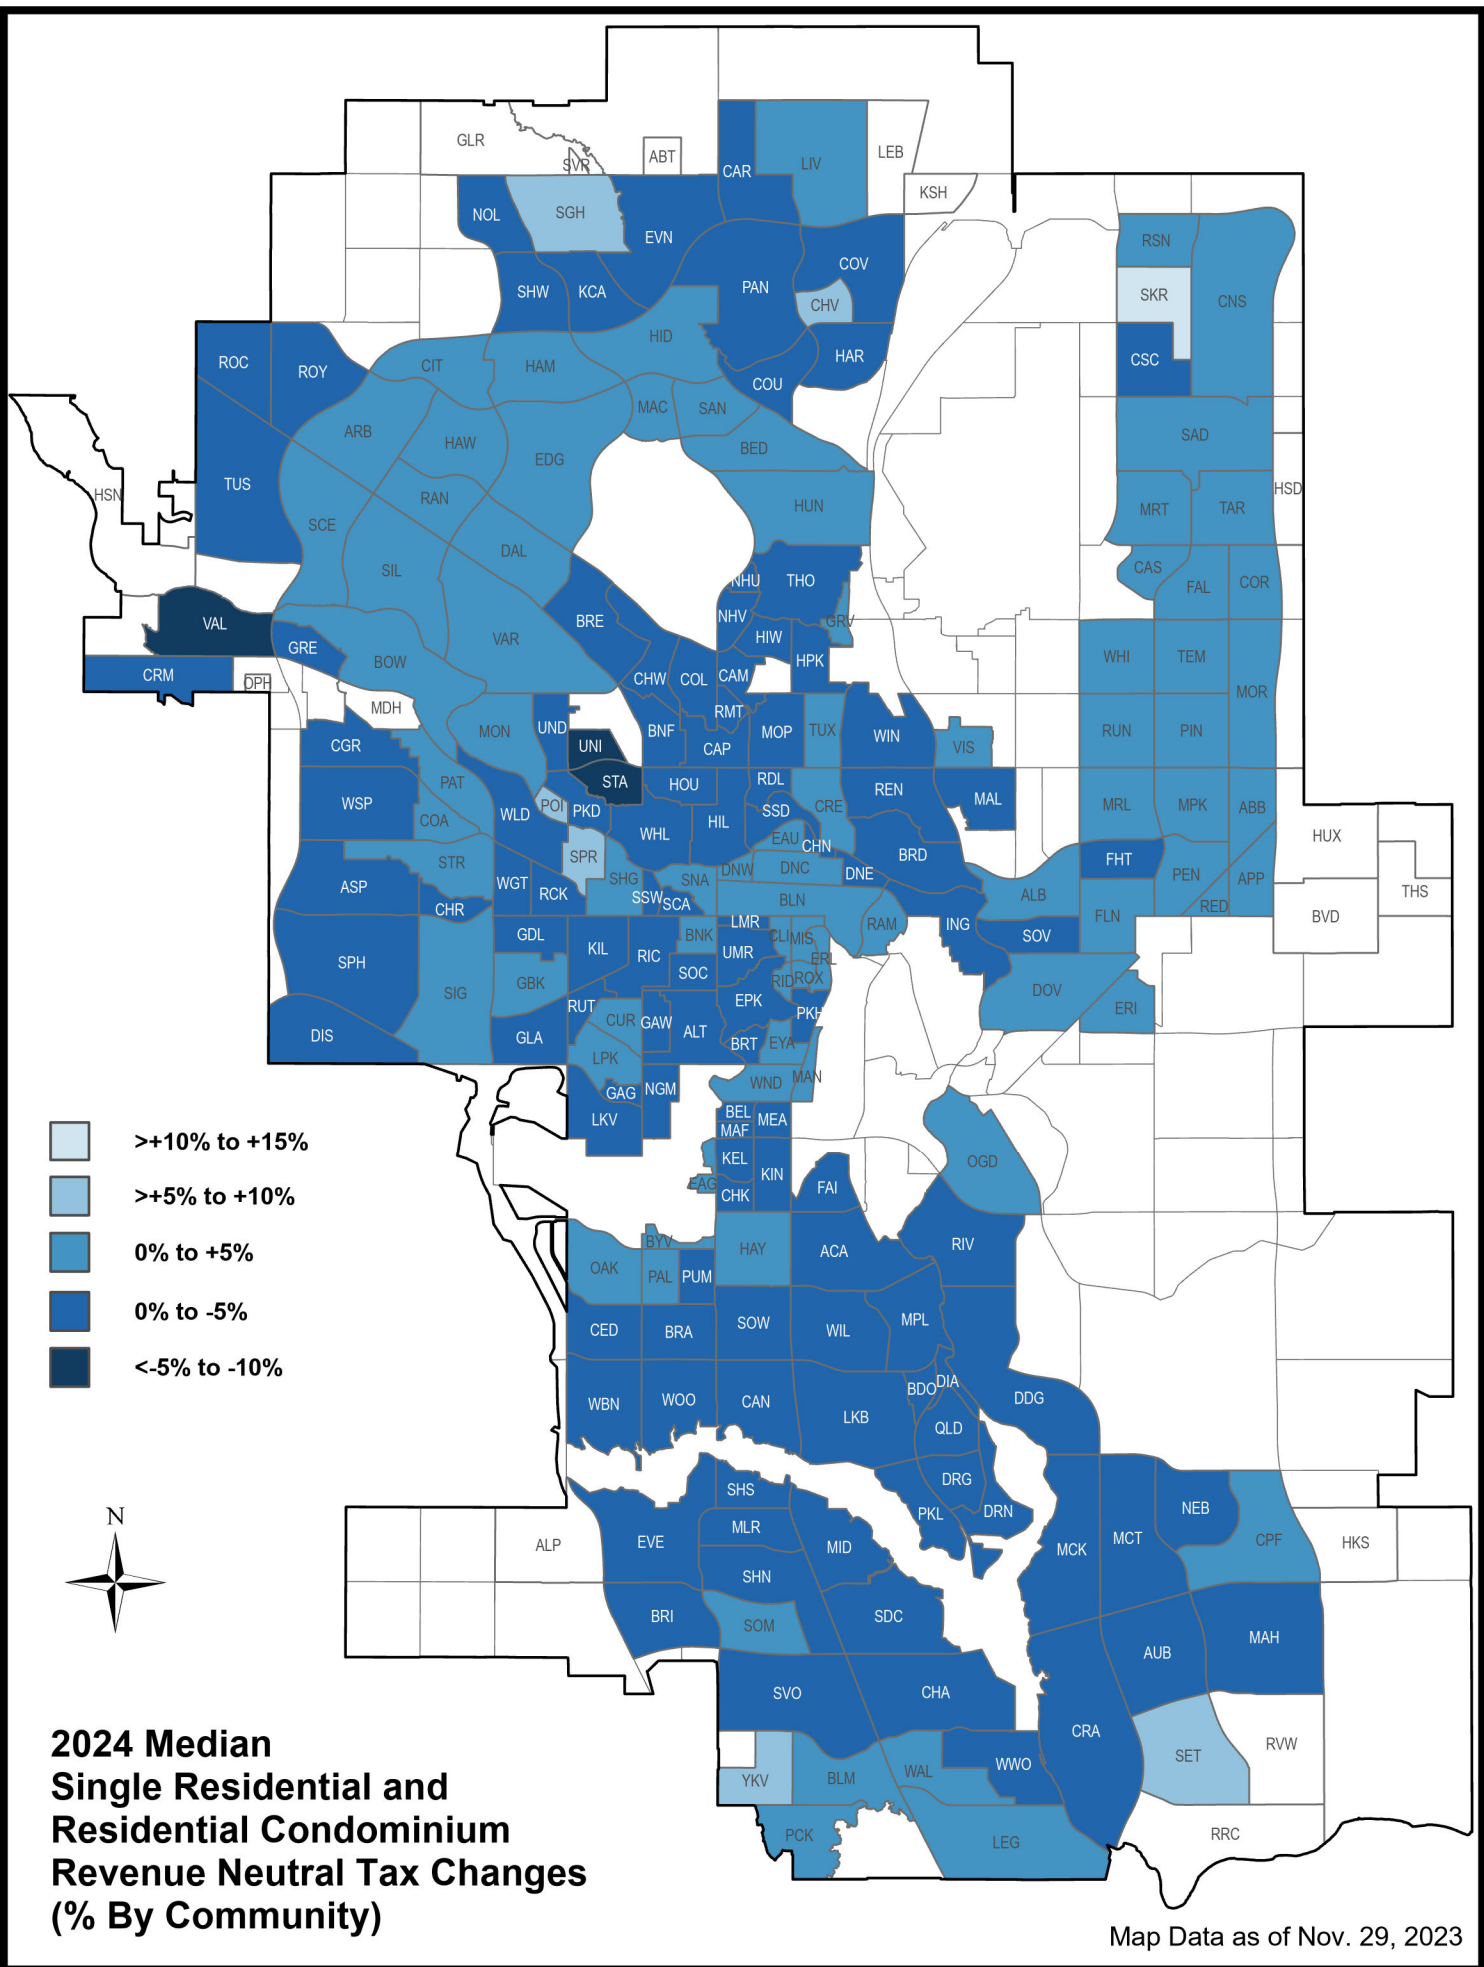 GLR
SVR
ABT
CAR
LIV
LEB
KSH
NOL
SGH
EVN
RSN
COV
SHW
KCA
PAN
CHV
SKR
CNS
HID
HAR
CSC
ROC
ROY
CIT
HAM
COU
MAC
SAN
ARB
HAW
EDG
BED
SAD
TUS
HSN
RAN
HUN
HSD
MRT
TAR
SCE
DAL
SIL
NHU
THO
CAS
FAL
COR
VAL
BRE
NHV
GRV
GRE
VAR
HIW
BOW
HPK
WHI
TEM
CRM
OPH
CHW
COL
CAM
MOR
MDH
RMT
UND
MON
BNF
MOP
TUX
WIN
RUN
PIN
CGR
UNI
CAP
VIS
PAT
STA
HOU
RDL
REN
MAL
WSP
POI
PKD
CRE
MRL
MPK
ABB
COA
WLD
WHL
HIL
SSD
HUX
EAU
CHN
STR
SPR
BRD
FHT
DNW
DNC
DNE
ASP
WGT
RCK
SHG
SNA
PEN
APP
THS
CHR
SSW
SCA
BLN
ALB
RED
BVD
LMR
RAM
ING
FLN
GDL
KIL
BNK
CLI
MIS
SOV
RIC
UMR
ERL
SPH
SOC
RID
ROX
SIG
GBK
DOV
EPK
RUT
CUR
GAW
PKH
ERI
DIS
GLA
ALT
BRT
EYA
LPK
WND
MAN
GAG
NGM
LKV
BEL
MEA
MAF
KEL
KIN
OGD
EAG
CHK
FAI
>+10% to +15%
>+5% to +10%
0% to +5%
0% to -5%
<-5% to -10%
BYV
HAY
ACA
RIV
OAK
PAL
PUM
CED
BRA
SOW
WIL
MPL
WBN
WOO
CAN
LKB
BDO
DIA
DDG
QLD
DRG
SHS
PKL
DRN
NEB
N
ALP
EVE
MLR
MID
MCK
MCT
CPF
HKS
SHN
BRI
SOM
SDC
AUB
MAH
SVO
CHA
CRA
RVW
SET
WWO
YKV
BLM
WAL
PCK
LEG
RRC
2024 Median
Single Residential and
Residential Condominium
Revenue Neutral Tax Changes
(% By Community)
Map Data as of Nov. 29, 2023